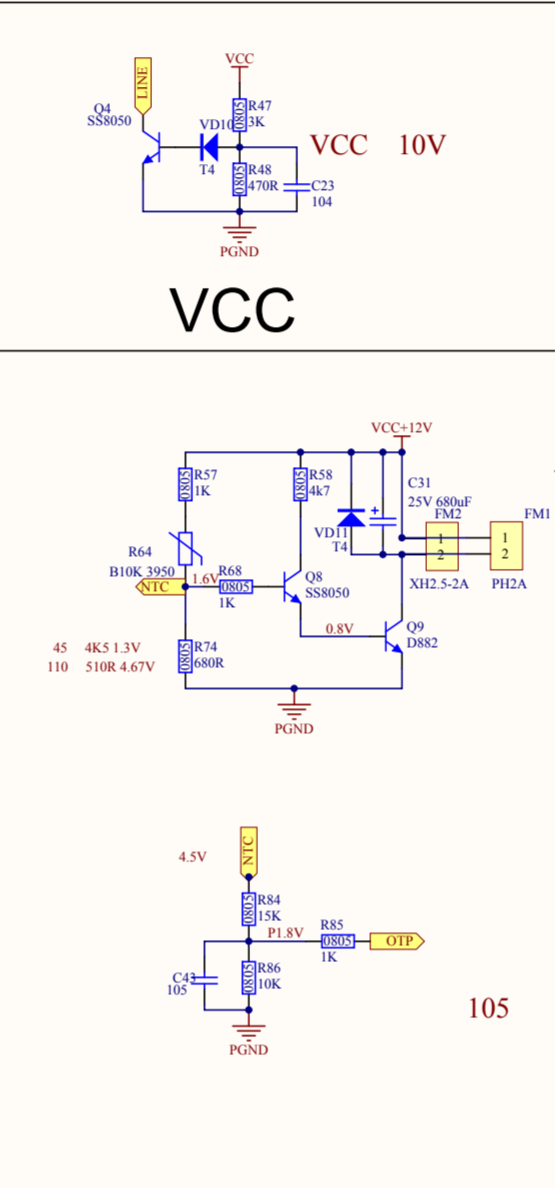 LINE
VCC
Q4
SS8050
VD10
T4
0805
R47
3K
0805
R48
470R
C23
104
VCC 10V
PGND
VCC
VCC+12V
0805
R57
1K
0805
R58
4k7
C31
25V 680uF
+
VD11
T4
FM2
1
2
XH2.5-2A
FM1
1
2
PH2A
R64
B10K 3950
NTC
1.6V
R68
0805
1K
Q8
SS8050
0.8V
Q9
D882
45 4K5 1.3V
110 510R 4.67V
0805
R74
680R
PGND
4.5V
NTC
0805
R84
15K
P1.8V
R85
0805
1K
OTP
C43
105
0805
R86
10K
PGND
105